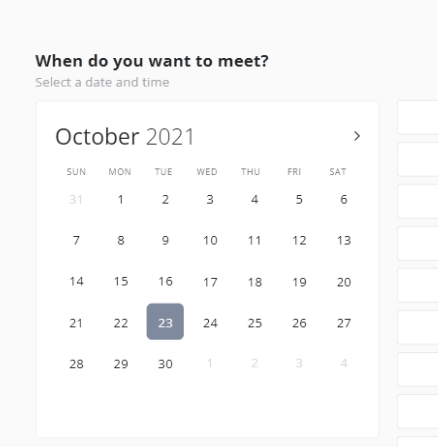 When do you want to meet?
Select a date and time
October 2021
SUN MON TUE WED THU FRI SAT
31 1 2 3 4 5 6
7 8 9 10 11 12 13
14 15 16 17 18 19 20
21 22 23 24 25 26 27
28 29 30 1 2 3 4